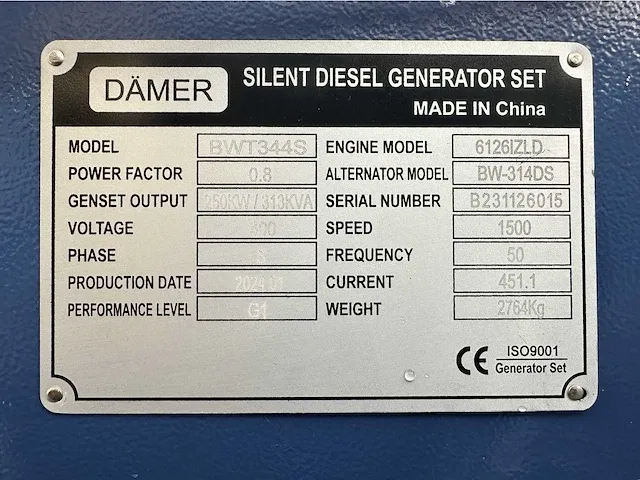 DÄMER
SILENT DIESEL GENERATOR SET
MADE IN China
MODEL BWT344S ENGINE MODEL 6126IZLD
POWER FACTOR 0.8 ALTERNATOR MODEL BW-314DS
GENSET OUTPUT 250KW / 313KVA SERIAL NUMBER B231126015
VOLTAGE 400 SPEED 1500
PHASE FREQUENCY 50
PRODUCTION DATE CURRENT 451.1
PERFORMANCE LEVEL G1 WEIGHT 2764Kg
CE ISO9001
Generator Set